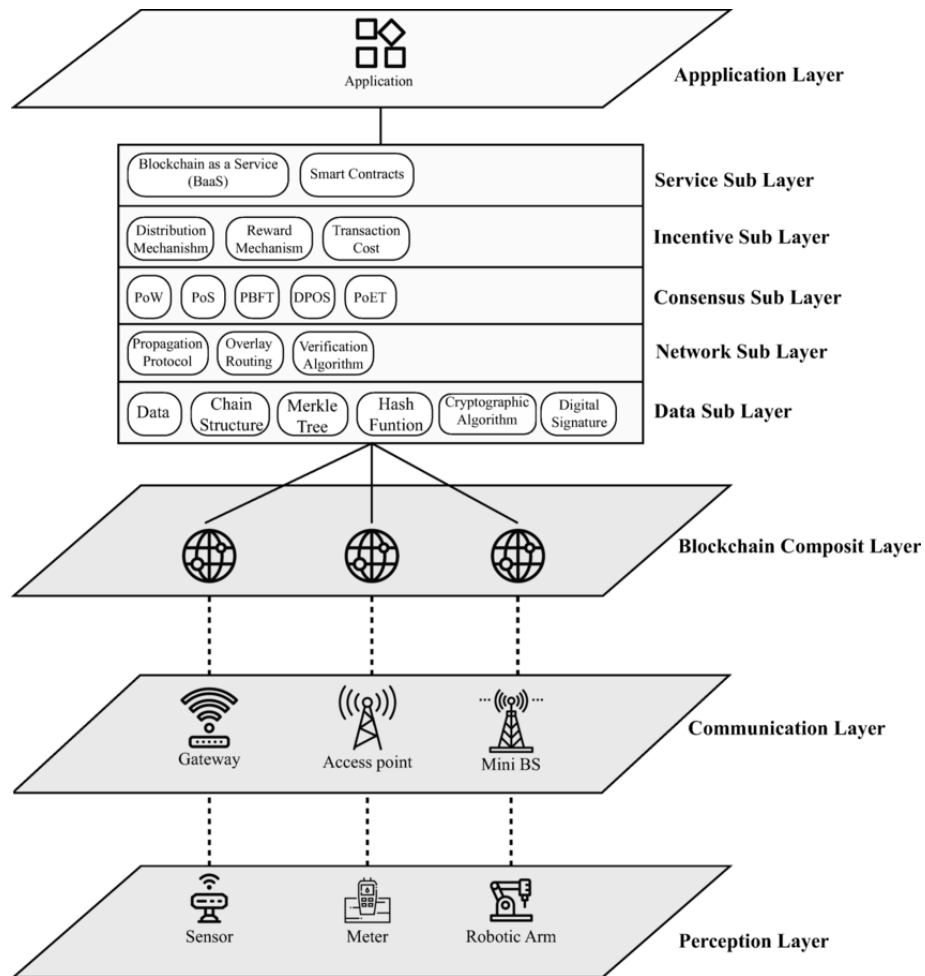 Application
Appplication Layer
Blockchain as a Service
(BaaS)
Smart Contracts
Service Sub Layer
Distribution
Mechanishm
Reward
Mechanism
Transaction
Cost
Incentive Sub Layer
PoW
PoS
PBFT
DPOS
PoET
Consensus Sub Layer
Propagation
Protocol
Overlay
Routing
Verification
Algorithm
Network Sub Layer
Data
Chain
Structure
Merkle
Tree
Hash
Funtion
Cryptographic
Algorithm
Digital
Signature
Data Sub Layer
Blockchain Composit Layer
Gateway
Access point
Mini BS
Communication Layer
Sensor
Meter
Robotic Arm
Perception Layer